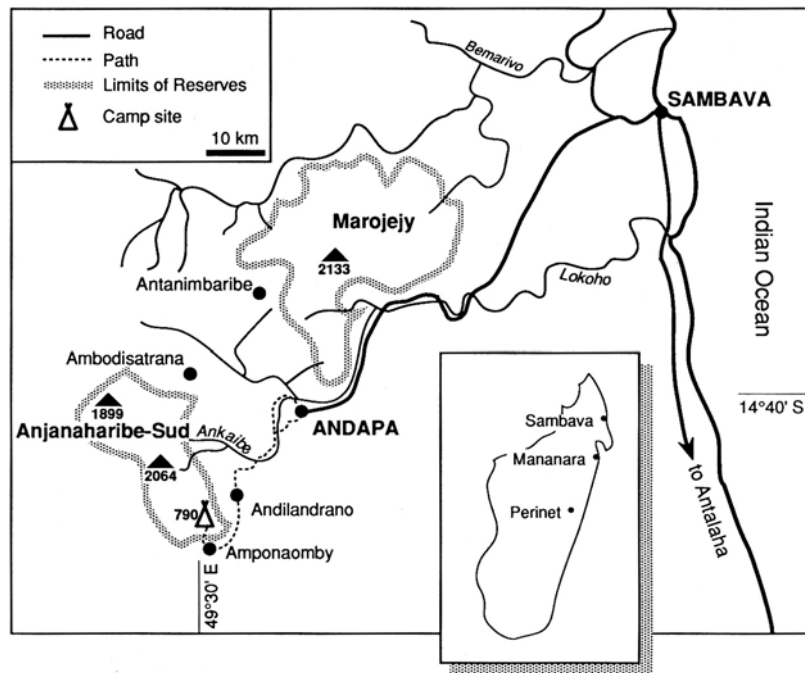 Road
Path
Limits of Reserves
Camp site
10 km
Bemarivo
SAMBAVA
Marojejy
2133
Antanimbaribe
Lokoho
Indian Ocean
Ambodisatrana
1899
Anjanaharibe-Sud
Ankaibe
ANDAPA
14°40' S
2064
790
Andilandrano
Amponaomby
49°30' E
to Antalaha
Sambava
Mananara
Perinet